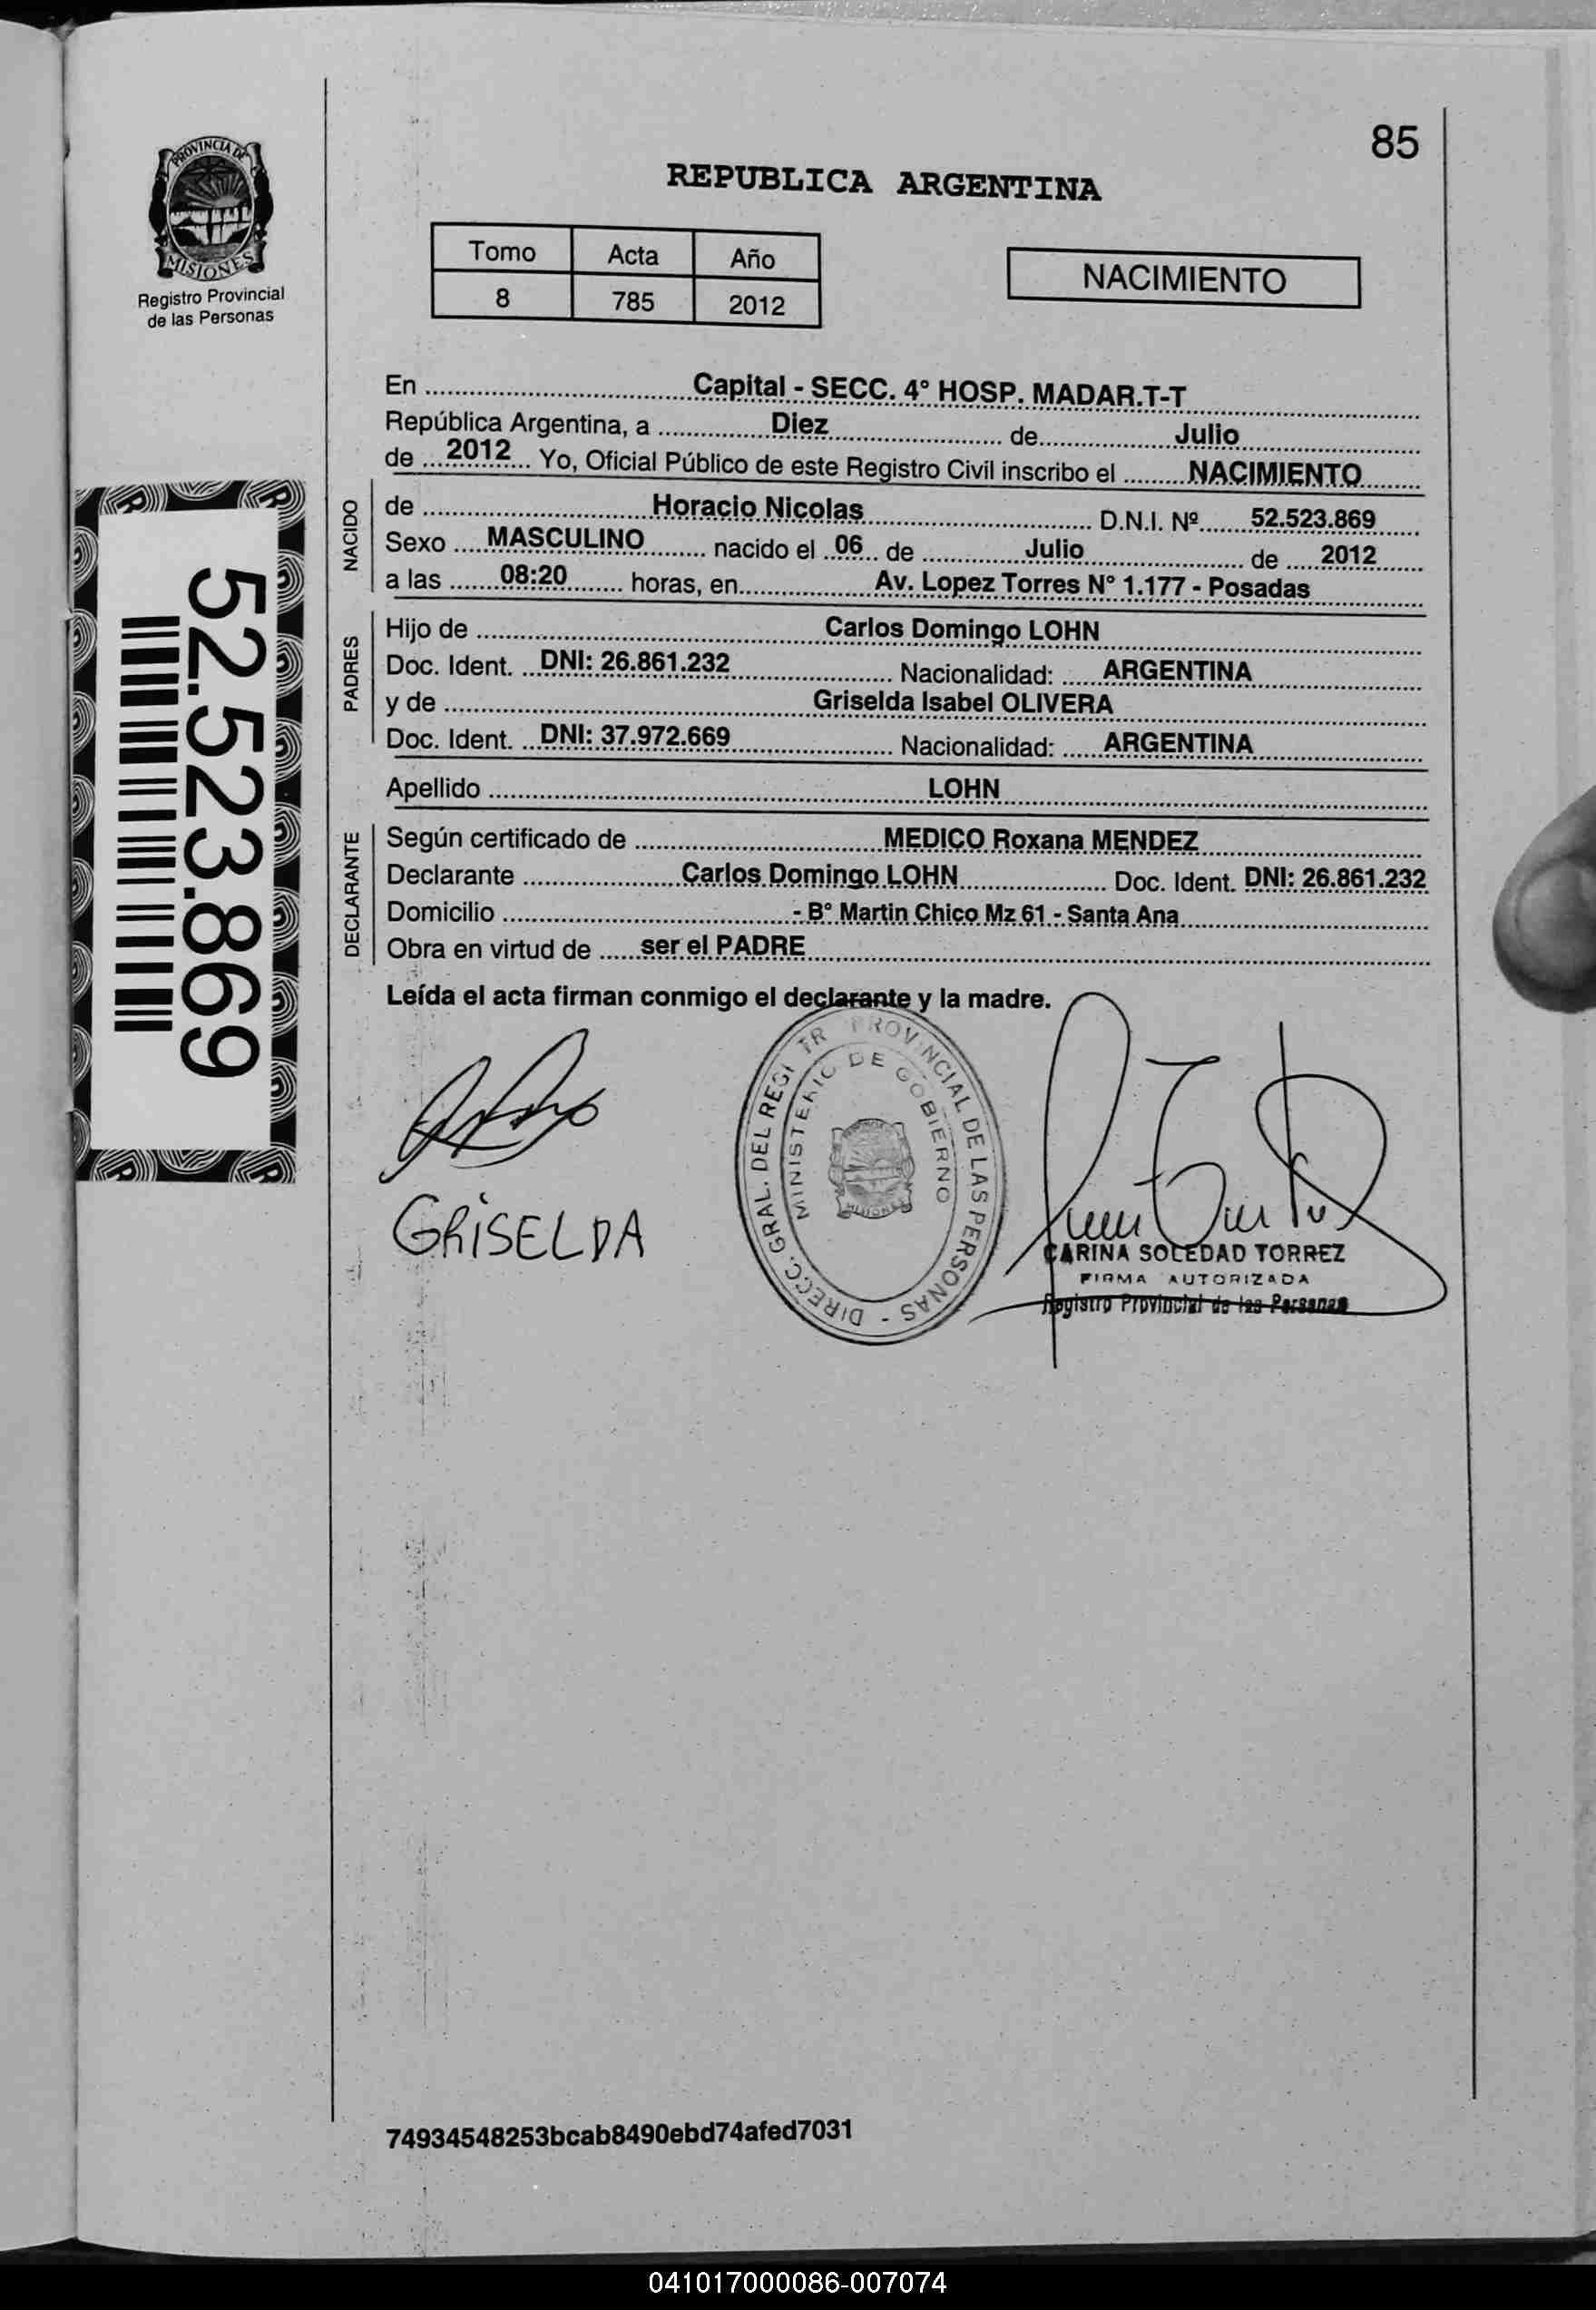 85
PROVINCIA DE
MISIONES
Registro Provincial
de las Personas
REPUBLICA ARGENTINA
Tomo Acta Año
8 785 2012
NACIMIENTO
En Capital - SECC. 4° HOSP. MADAR.T-T
República Argentina, a Diez de Julio
de 2012 Yo, Oficial Público de este Registro Civil inscribo el NACIMIENTO
NACIDO
de Horacio Nicolas D.N.I. Nº 52.523.869
Sexo MASCULINO nacido el 06 de Julio de 2012
a las 08:20 horas, en Av. Lopez Torres N° 1.177 - Posadas
PADRES
Hijo de Carlos Domingo LOHN
Doc. Ident. DNI: 26.861.232 Nacionalidad: ARGENTINA
y de Griselda Isabel OLIVERA
Doc. Ident. DNI: 37.972.669 Nacionalidad: ARGENTINA
Apellido LOHN
DECLARANTE
Según certificado de MEDICO Roxana MENDEZ
Declarante Carlos Domingo LOHN Doc. Ident. DNI: 26.861.232
Domicilio - B° Martin Chico Mz 61 - Santa Ana
Obra en virtud de ser el PADRE
Leída el acta firman conmigo el declarante y la madre.
52.523.869
GRISELDA
DIRECC. GRAL. DEL REGI TR PROVINCIAL DE LAS PERSONAS -
MINISTERIO DE GOBIERNO
MISIONES
CARINA SOLEDAD TORREZ
FIRMA AUTORIZADA
Registro Provincial de las Personas
74934548253bcab8490ebd74afed7031
041017000086-007074